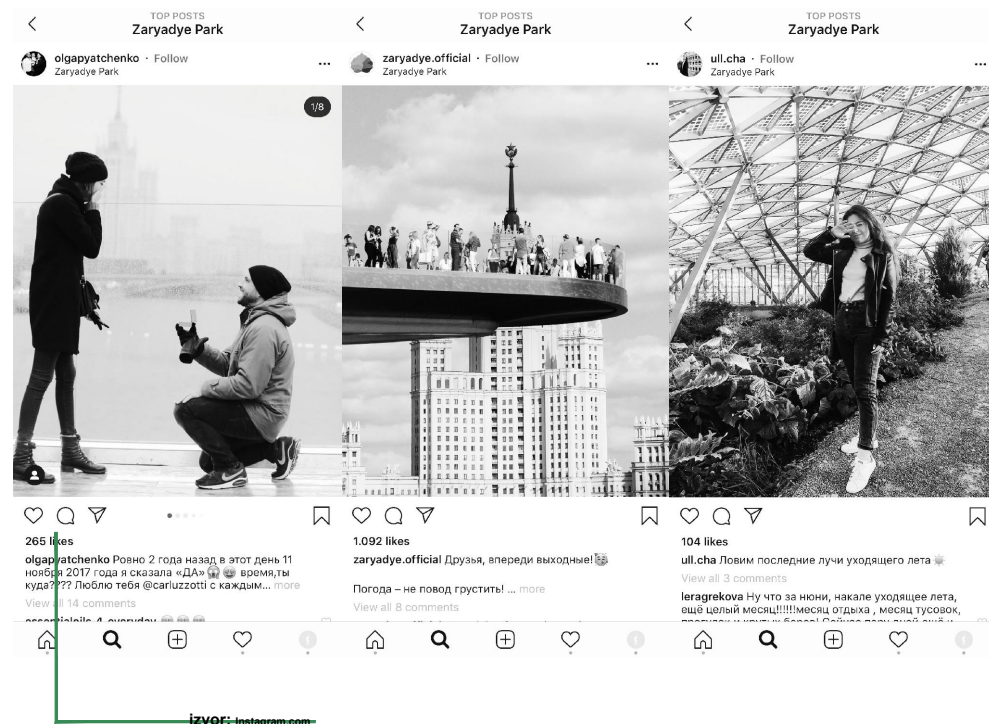 TOP POSTS
Zaryadye Park
olgapyatchenko · Follow
Zaryadye Park
1/8
265 likes
olgapyatchenko Ровно 2 года назад в этот день 11
ноября 2017 года я сказала «ДА» время,ты
куда???? Люблю тебя @carluzzotti с каждым... more
View all 14 comments
essentialoils_4_everyday
TOP POSTS
Zaryadye Park
zaryadye.official · Follow
Zaryadye Park
1.092 likes
zaryadye.official Друзья, впереди выходные!
Погода – не повод грустить! ... more
View all 8 comments
TOP POSTS
Zaryadye Park
ull.cha · Follow
Zaryadye Park
104 likes
ull.cha Ловим последние лучи уходящего лета
View all 3 comments
leragrekova Ну что за нюни, накале уходящее лета,
ещё целый месяц!!!!!!месяц отдыха , месяц тусовок,
izvor: Instagram.com